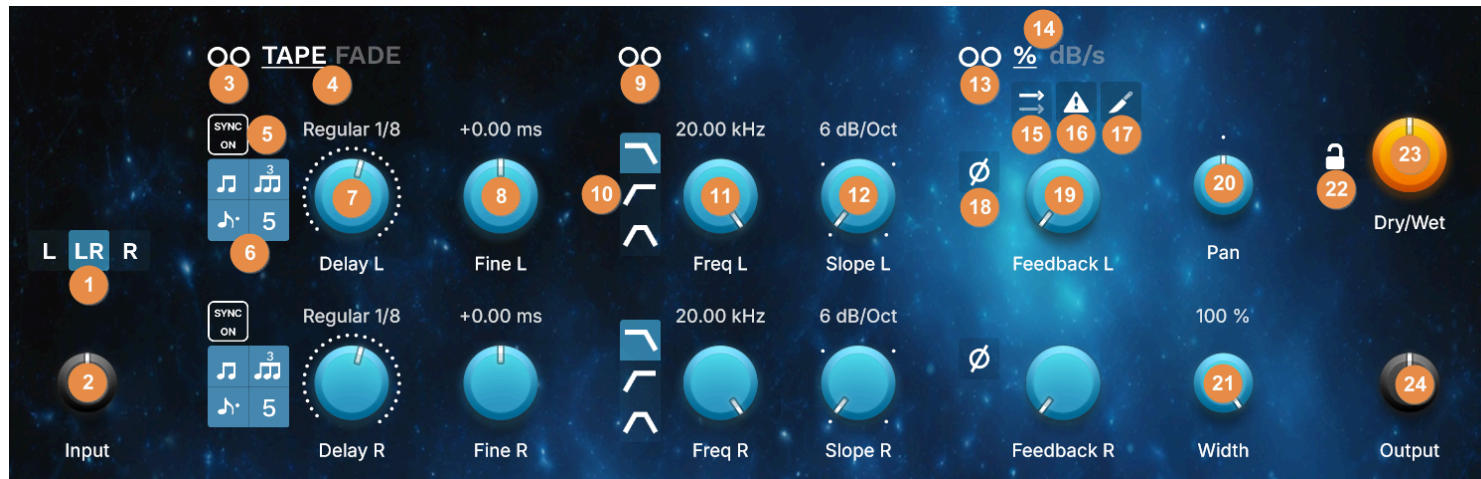 14
TAPE FADE
% dB/s
3
4
9
13
SYNC
ON
5
Regular 1/8
+0.00 ms
20.00 kHz
6 dB/Oct
15
16
17
23
3
5
6
7
8
10
11
12
18
19
20
22
Dry/Wet
L LR R
1
Delay L
Fine L
Freq L
Slope L
Feedback L
Pan
SYNC
ON
Regular 1/8
+0.00 ms
20.00 kHz
6 dB/Oct
100 %
2
3
5
21
24
Input
Delay R
Fine R
Freq R
Slope R
Feedback R
Width
Output